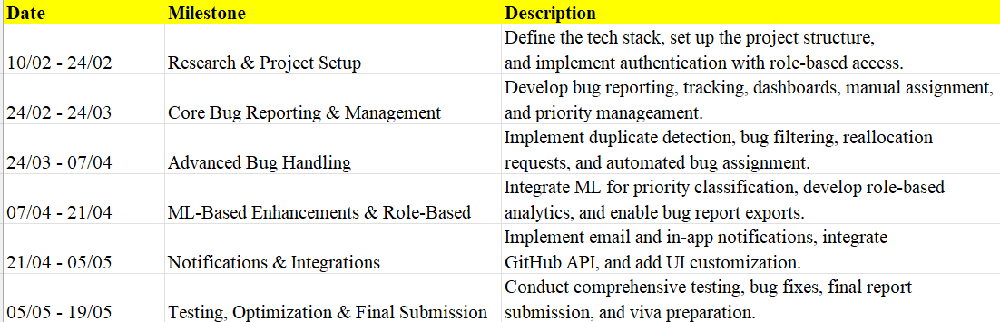 Date Milestone Description
Define the tech stack, set up the project structure,
10/02 - 24/02 Research & Project Setup and implement authentication with role-based access.
Develop bug reporting, tracking, dashboards, manual assignment,
24/02 - 24/03 Core Bug Reporting & Management and priority manageament.
Implement duplicate detection, bug filtering, reallocation
24/03 - 07/04 Advanced Bug Handling requests, and automated bug assignment.
Integrate ML for priority classification, develop role-based
07/04 - 21/04 ML-Based Enhancements & Role-Based analytics, and enable bug report exports.
Implement email and in-app notifications, integrate
21/04 - 05/05 Notifications & Integrations GitHub API, and add UI customization.
Conduct comprehensive testing, bug fixes, final report
05/05 - 19/05 Testing, Optimization & Final Submission submission, and viva preparation.